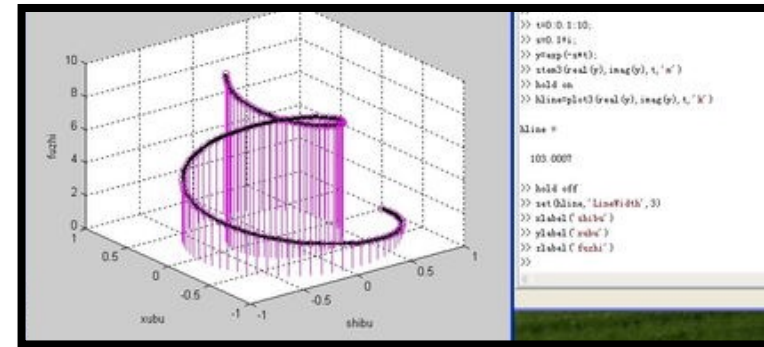 10
8
6
4
2
0
1
0.5
0
-0.5
-1
-1
-0.5
0
0.5
1
fuzhi
xubu
shibu
>> t=0:0.1:10;
>> s=0.1+i;
>> y=exp(-s*t);
>> stem3(real(y),imag(y),t,'m')
>> hold on
>> hline=plot3(real(y),imag(y),t,'k')
hline =
103.0007
>> hold off
>> set(hline,'LineWidth',3)
>> xlabel('shibu')
>> ylabel('xubu')
>> zlabel('fuzhi')
>>